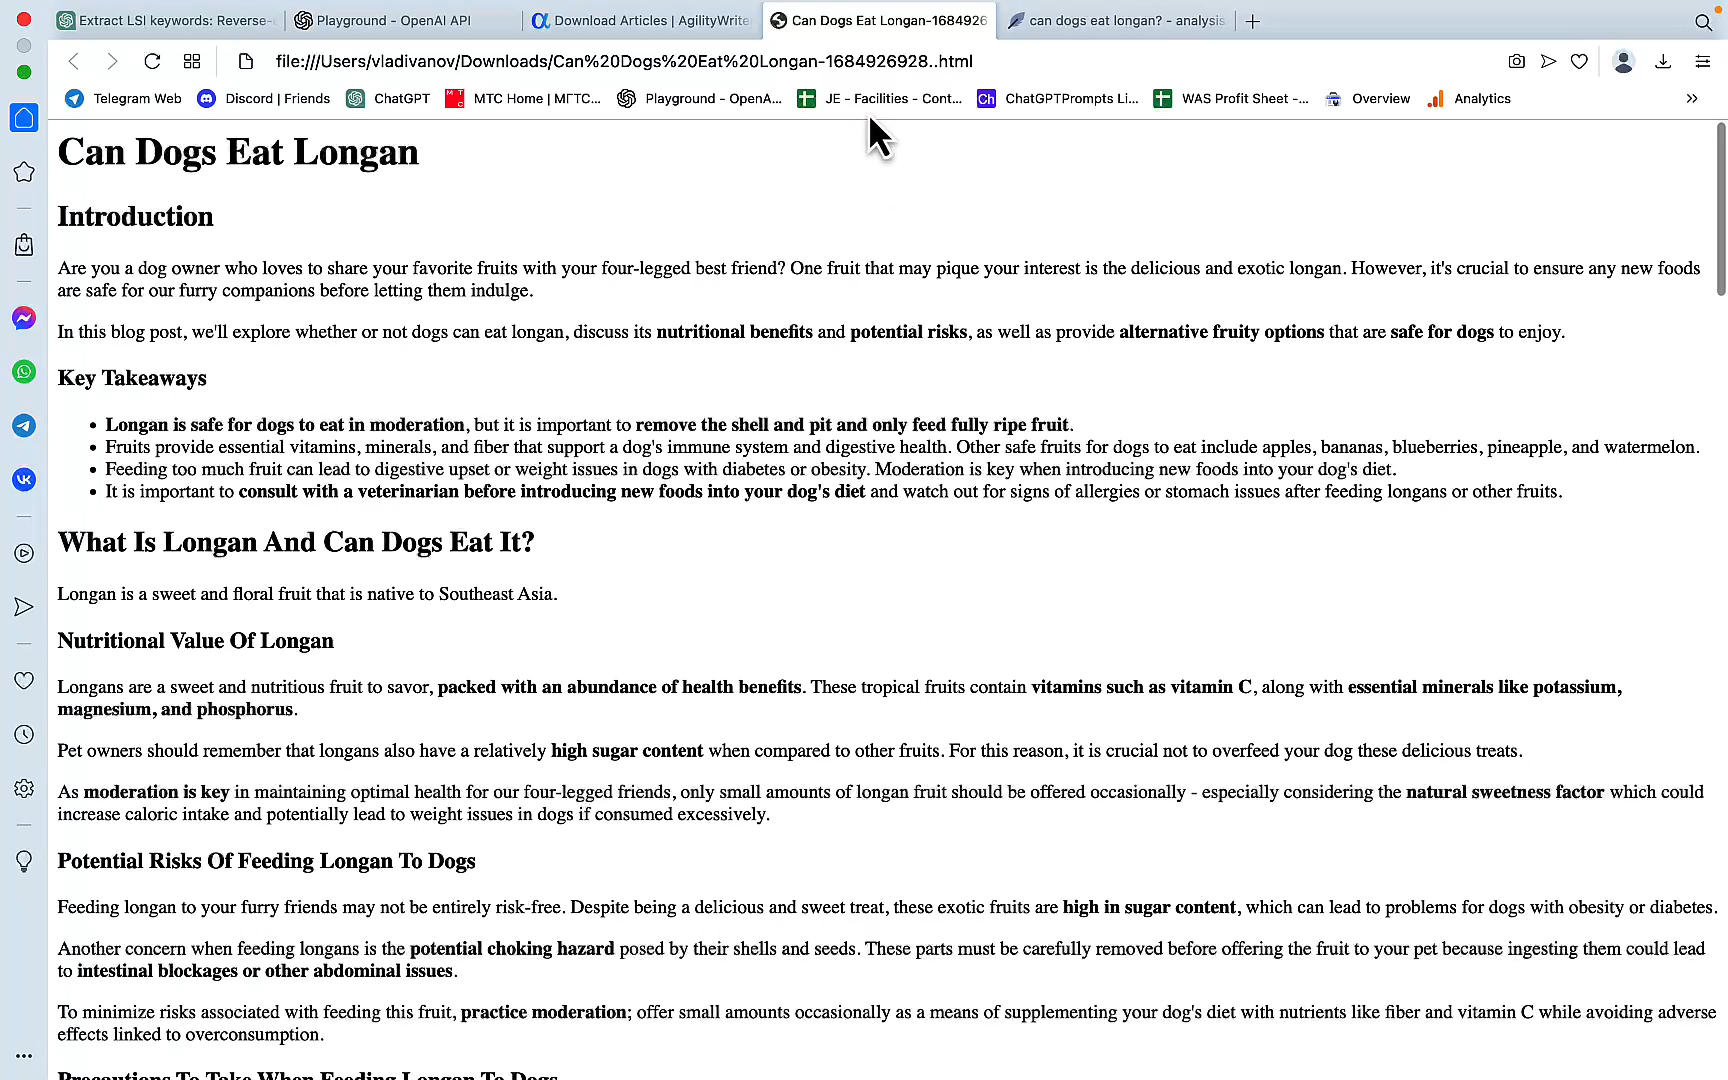 Extract LSI keywords: Reverse-
Playground - OpenAI API
Download Articles | AgilityWrite
Can Dogs Eat Longan-1684926
can dogs eat longan? - analysis
file:///Users/vladivanov/Downloads/Can%20Dogs%20Eat%20Longan-1684926928..html
Telegram Web
Discord | Friends
ChatGPT
MTC Home | МГТС...
Playground - OpenA...
JE - Facilities - Cont...
Ch
ChatGPTPrompts Li...
WAS Profit Sheet -...
Overview
Analytics
Can Dogs Eat Longan
Introduction
Are you a dog owner who loves to share your favorite fruits with your four-legged best friend? One fruit that may pique your interest is the delicious and exotic longan. However, it's crucial to ensure any new foods
are safe for our furry companions before letting them indulge.
In this blog post, we'll explore whether or not dogs can eat longan, discuss its nutritional benefits and potential risks, as well as provide alternative fruity options that are safe for dogs to enjoy.
Key Takeaways
• Longan is safe for dogs to eat in moderation, but it is important to remove the shell and pit and only feed fully ripe fruit.
• Fruits provide essential vitamins, minerals, and fiber that support a dog's immune system and digestive health. Other safe fruits for dogs to eat include apples, bananas, blueberries, pineapple, and watermelon.
• Feeding too much fruit can lead to digestive upset or weight issues in dogs with diabetes or obesity. Moderation is key when introducing new foods into your dog's diet.
• It is important to consult with a veterinarian before introducing new foods into your dog's diet and watch out for signs of allergies or stomach issues after feeding longans or other fruits.
What Is Longan And Can Dogs Eat It?
Longan is a sweet and floral fruit that is native to Southeast Asia.
Nutritional Value Of Longan
Longans are a sweet and nutritious fruit to savor, packed with an abundance of health benefits. These tropical fruits contain vitamins such as vitamin C, along with essential minerals like potassium,
magnesium, and phosphorus.
Pet owners should remember that longans also have a relatively high sugar content when compared to other fruits. For this reason, it is crucial not to overfeed your dog these delicious treats.
As moderation is key in maintaining optimal health for our four-legged friends, only small amounts of longan fruit should be offered occasionally - especially considering the natural sweetness factor which could
increase caloric intake and potentially lead to weight issues in dogs if consumed excessively.
Potential Risks Of Feeding Longan To Dogs
Feeding longan to your furry friends may not be entirely risk-free. Despite being a delicious and sweet treat, these exotic fruits are high in sugar content, which can lead to problems for dogs with obesity or diabetes.
Another concern when feeding longans is the potential choking hazard posed by their shells and seeds. These parts must be carefully removed before offering the fruit to your pet because ingesting them could lead
to intestinal blockages or other abdominal issues.
To minimize risks associated with feeding this fruit, practice moderation; offer small amounts occasionally as a means of supplementing your dog's diet with nutrients like fiber and vitamin C while avoiding adverse
effects linked to overconsumption.
Precautions To Take When Feeding Longan To Dogs